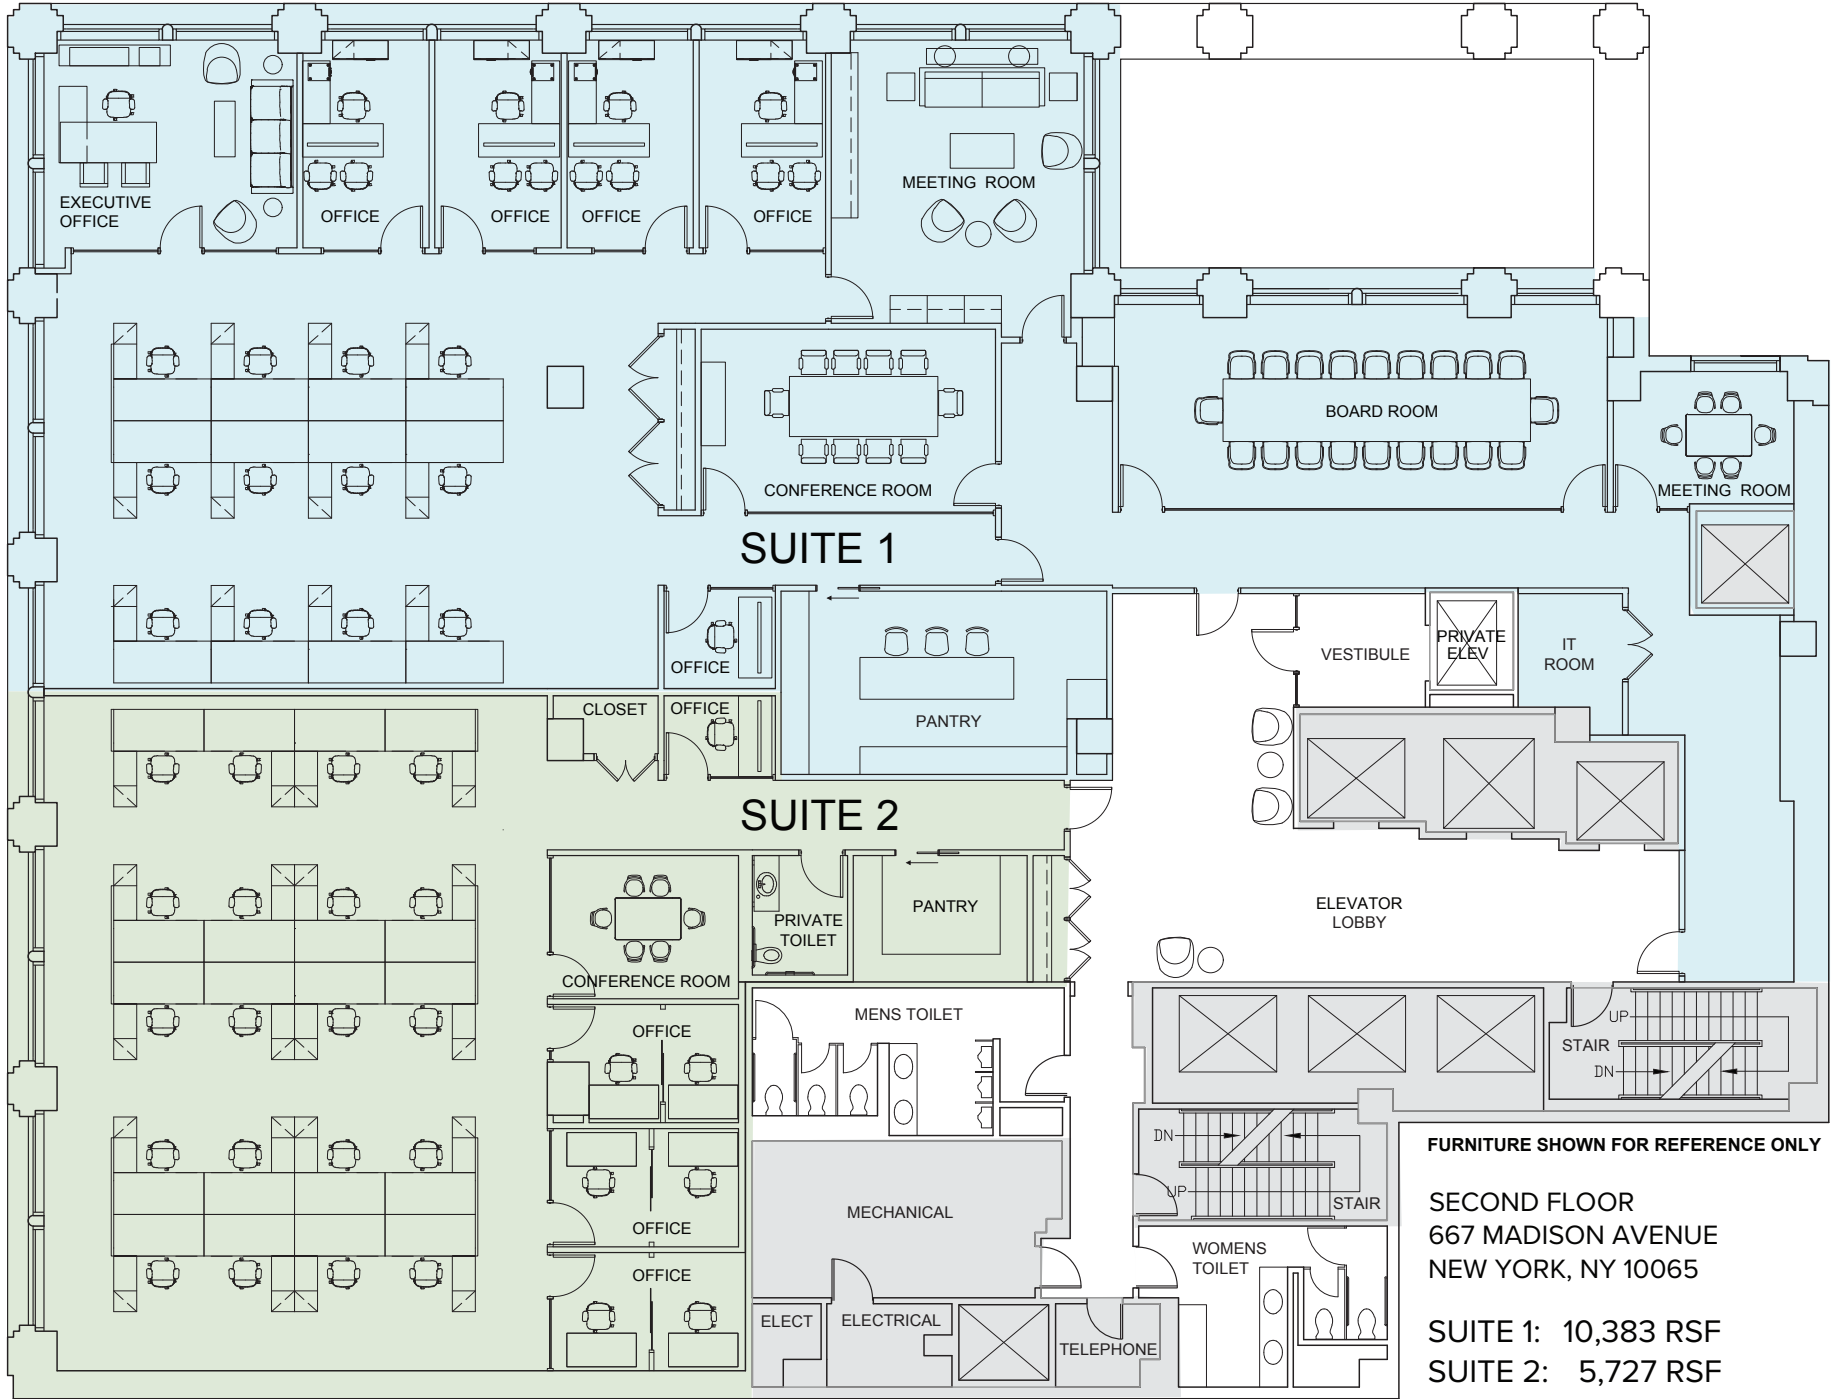 EXECUTIVE
OFFICE
OFFICE
OFFICE
OFFICE
OFFICE
MEETING ROOM
BOARD ROOM
CONFERENCE ROOM
MEETING ROOM
SUITE 1
OFFICE
PANTRY
VESTIBULE
PRIVATE
ELEV
IT
ROOM
CLOSET
OFFICE
SUITE 2
PRIVATE
TOILET
PANTRY
CONFERENCE ROOM
ELEVATOR
LOBBY
OFFICE
MENS TOILET
UP
STAIR
DN
DN
UP
STAIR
OFFICE
MECHANICAL
WOMENS
TOILET
OFFICE
ELECT
ELECTRICAL
TELEPHONE
FURNITURE SHOWN FOR REFERENCE ONLY
SECOND FLOOR
667 MADISON AVENUE
NEW YORK, NY 10065
SUITE 1: 10,383 RSF
SUITE 2: 5,727 RSF